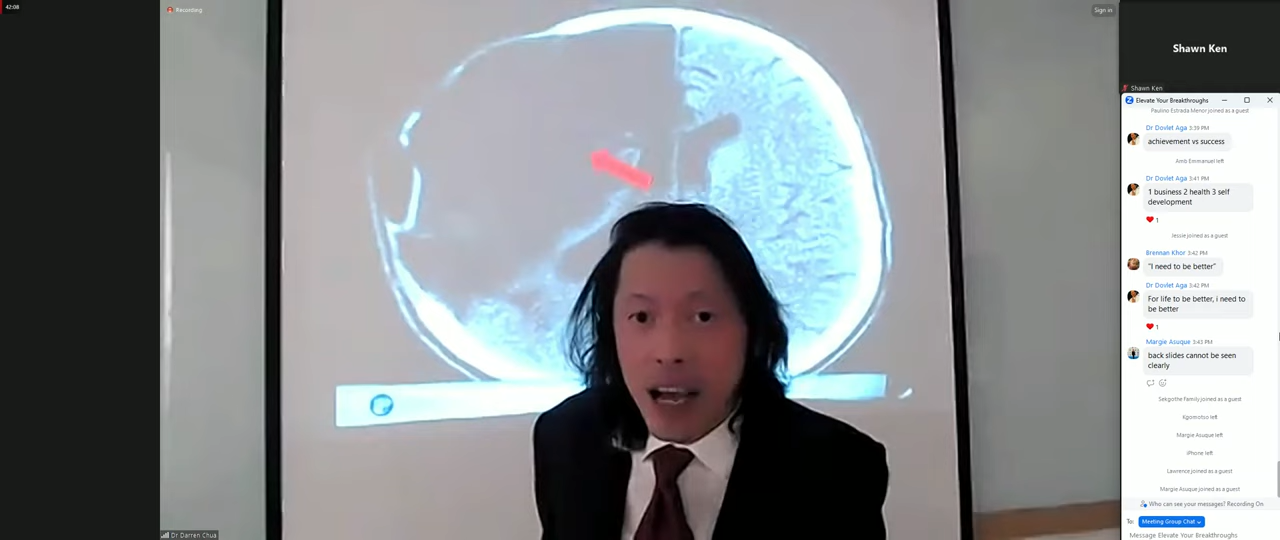 42:08
Recording
Sign in
Shawn Ken
Shawn Ken
Elevate Your Breakthroughs
Paulino Estrada Menor joined as a guest
Dr Dovlet Aga 3:39 PM
achievement vs success
Amb Emmanuel left
Dr Dovlet Aga 3:41 PM
1 business 2 health 3 self
development
1
Jessie joined as a guest
Brennan Khor 3:42 PM
"I need to be better"
Dr Dovlet Aga 3:42 PM
For life to be better, i need to
be better
1
Margie Asuque 3:43 PM
back slides cannot be seen
clearly
Sekgothe Family joined as a guest
Kgomotso left
Margie Asuque left
iPhone left
Lawrence joined as a guest
Margie Asuque joined as a guest
Who can see your messages? Recording On
To: Meeting Group Chat
Message Elevate Your Breakthroughs
Dr Darren Chua